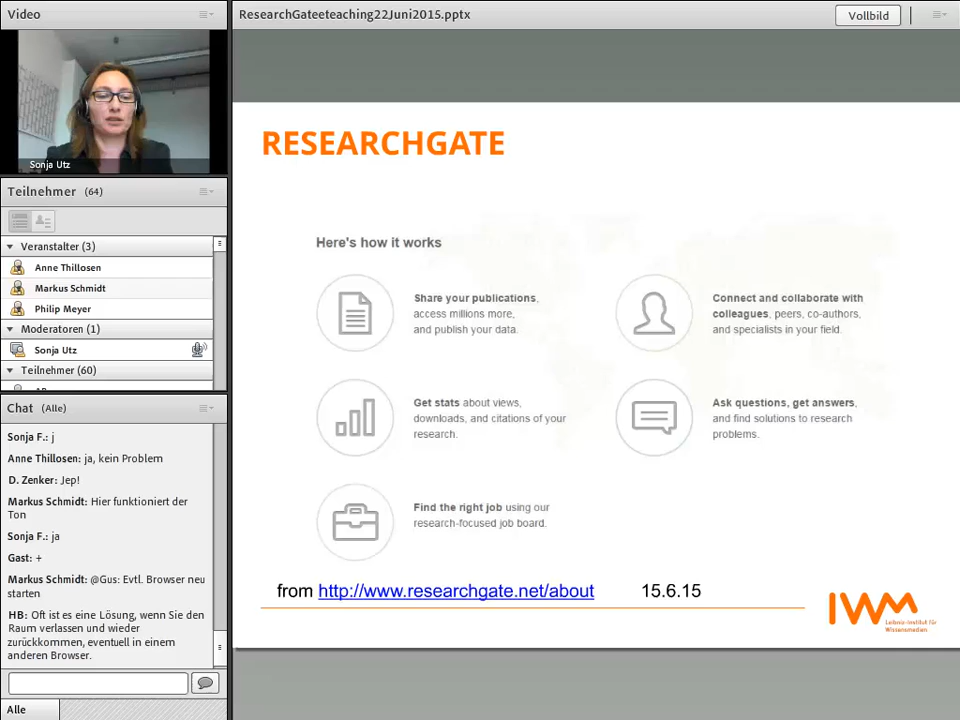 Video
ResearchGateeteaching22Juni2015.pptx
Vollbild
Sonja Utz
Teilnehmer (64)
Veranstalter (3)
Anne Thillosen
Markus Schmidt
Philip Meyer
Moderatoren (1)
Sonja Utz
Teilnehmer (60)
Chat (Alle)
Sonja F.: j
Anne Thillosen: ja, kein Problem
D. Zenker: Jep!
Markus Schmidt: Hier funktioniert der
Ton
Sonja F.: ja
Gast: +
Markus Schmidt: @Gus: Evtl. Browser neu
starten
HB: Oft ist es eine Lösung, wenn Sie den
Raum verlassen und wieder
zurückkommen, eventuell in einem
anderen Browser.
Alle
RESEARCHGATE
Here's how it works
Share your publications,
access millions more,
and publish your data.
Connect and collaborate with
colleagues, peers, co-authors,
and specialists in your field.
Get stats about views,
downloads, and citations of your
research.
Ask questions, get answers,
and find solutions to research
problems.
Find the right job using our
research-focused job board.
from http://www.researchgate.net/about 15.6.15
IWM
Leibniz-Institut für
Wissensmedien